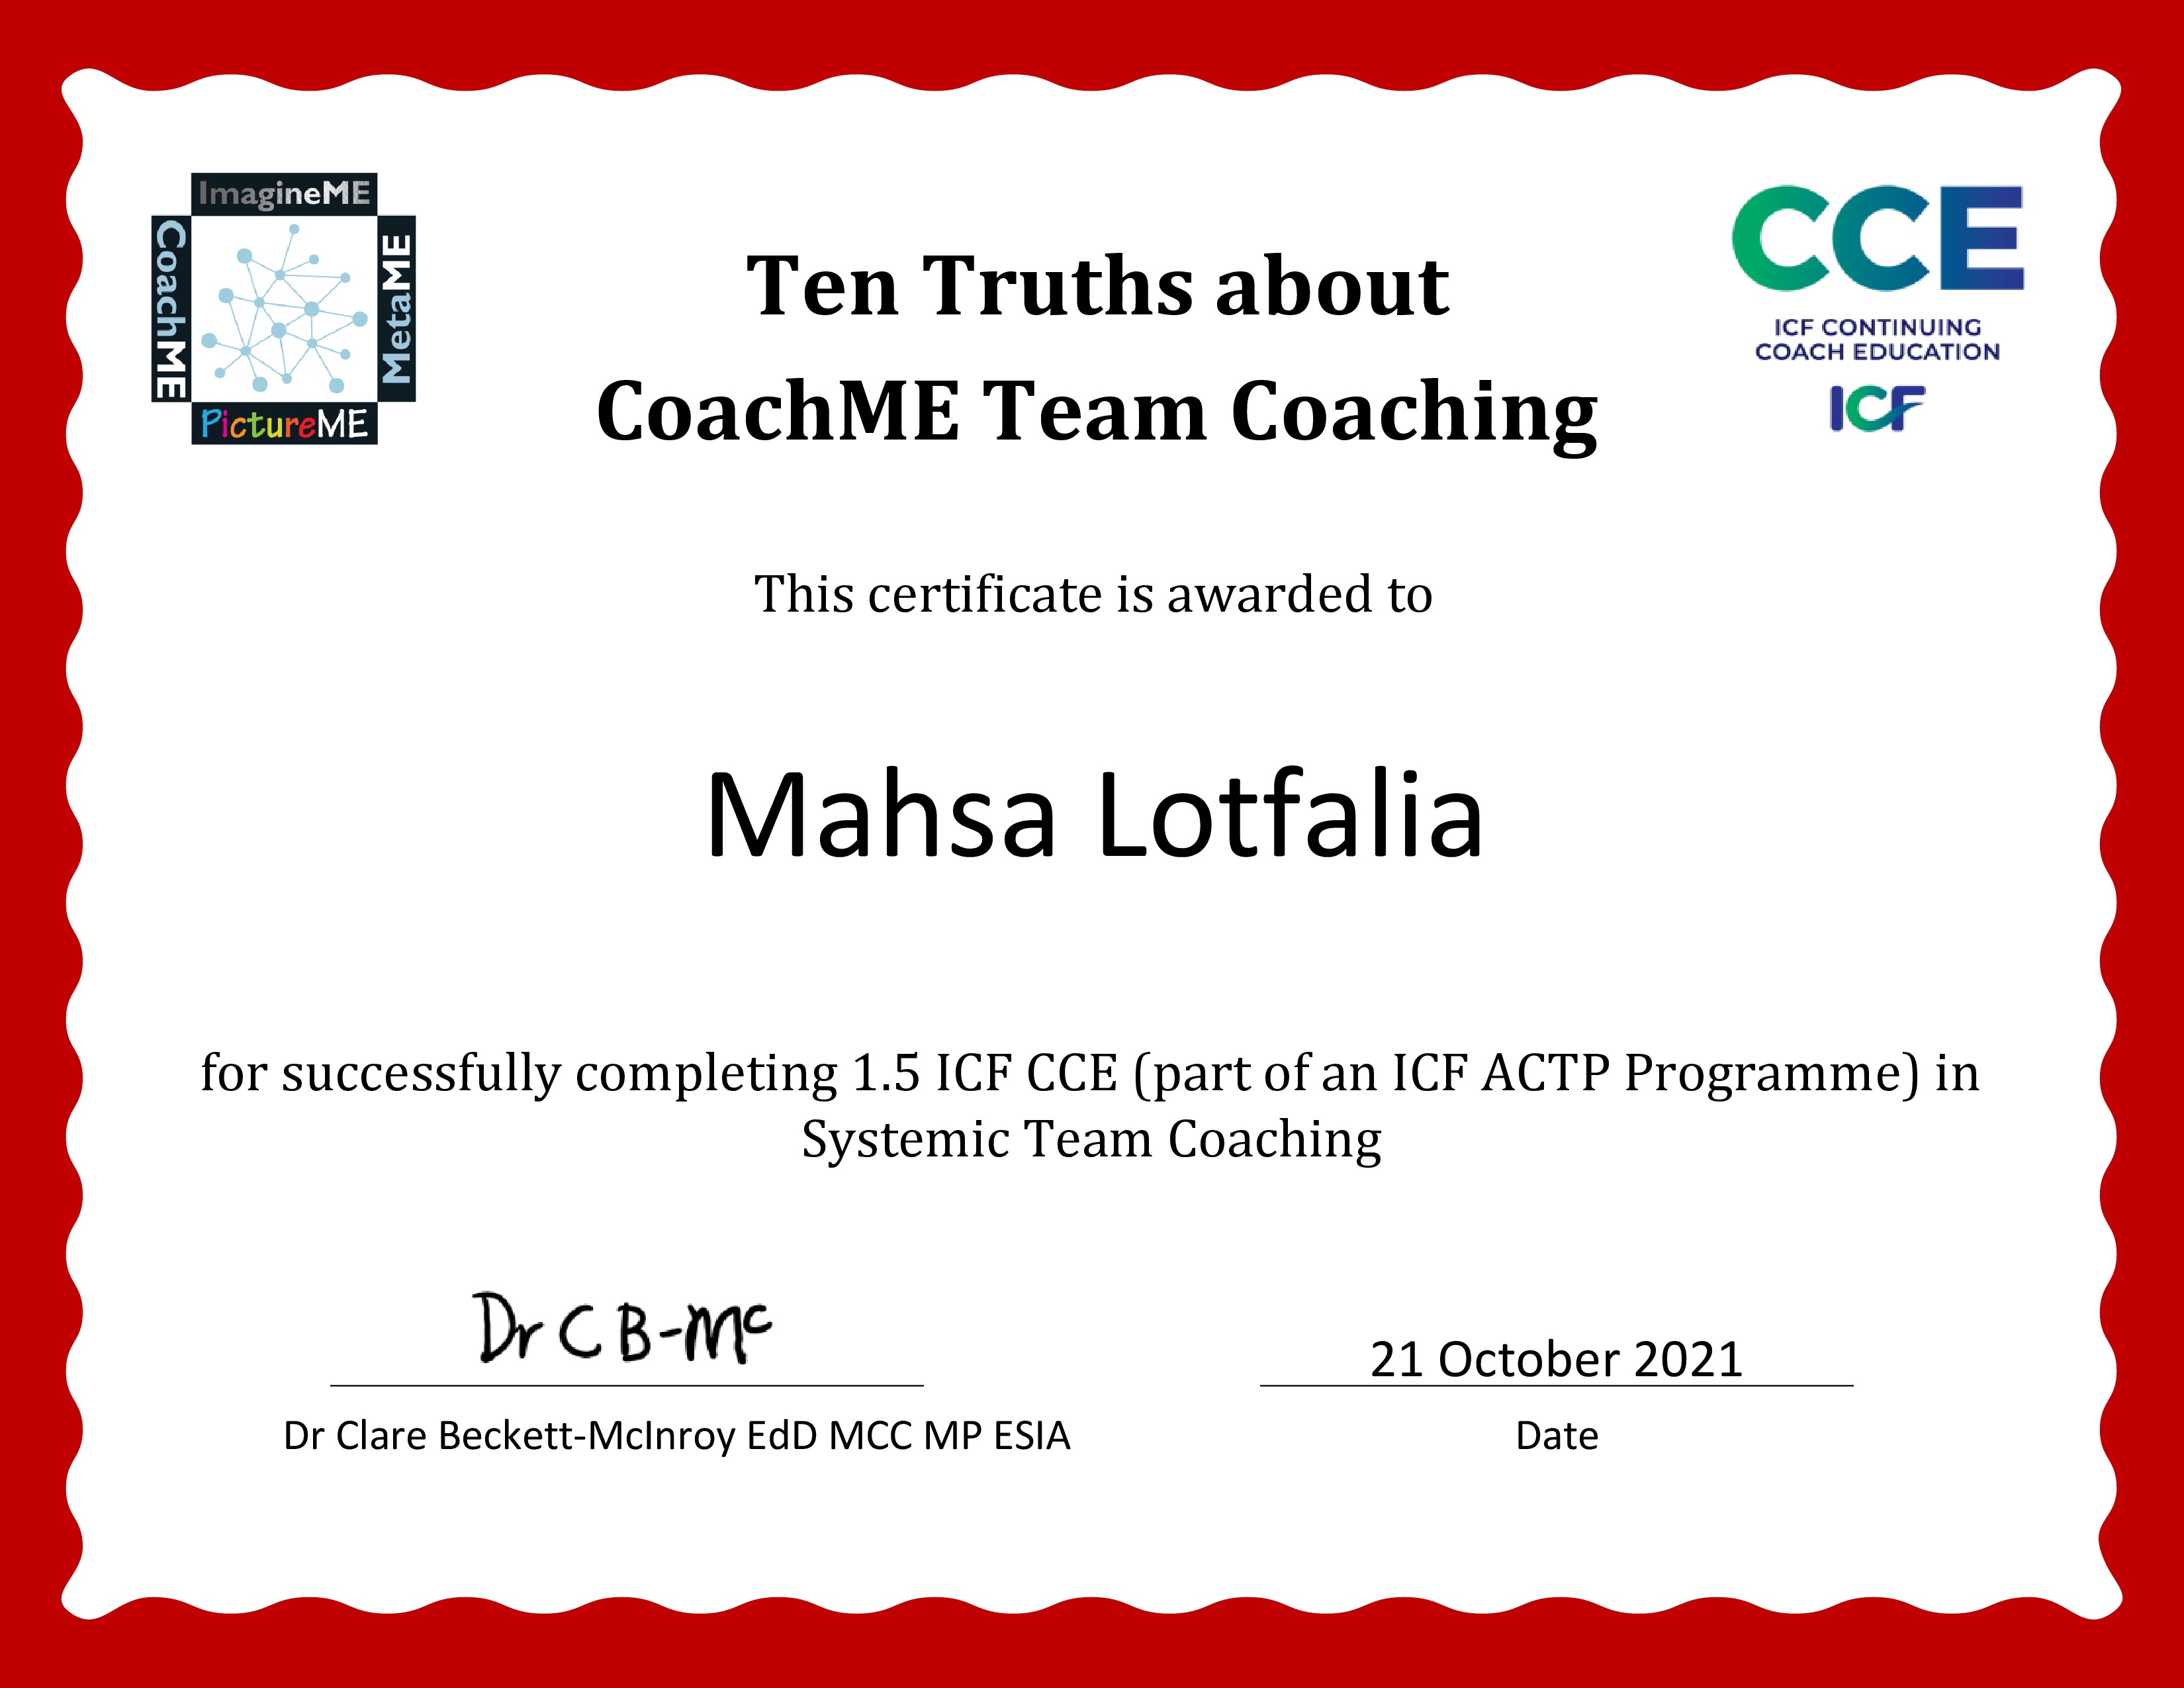 ImagineME
CoachME
MetaME
PictureME
CCE
ICF CONTINUING
COACH EDUCATION
ICF
Ten Truths about
CoachME Team Coaching
This certificate is awarded to
Mahsa Lotfalia
for successfully completing 1.5 ICF CCE (part of an ICF ACTP Programme) in
Systemic Team Coaching
Dr C B-Mc
21 October 2021
Dr Clare Beckett-McInroy EdD MCC MP ESIA
Date